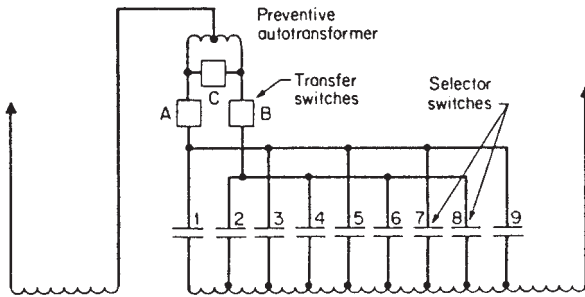 Preventive
autotransformer
C
Transfer
switches
A
B
Selector
switches
1 2 3 4 5 6 7 8 9